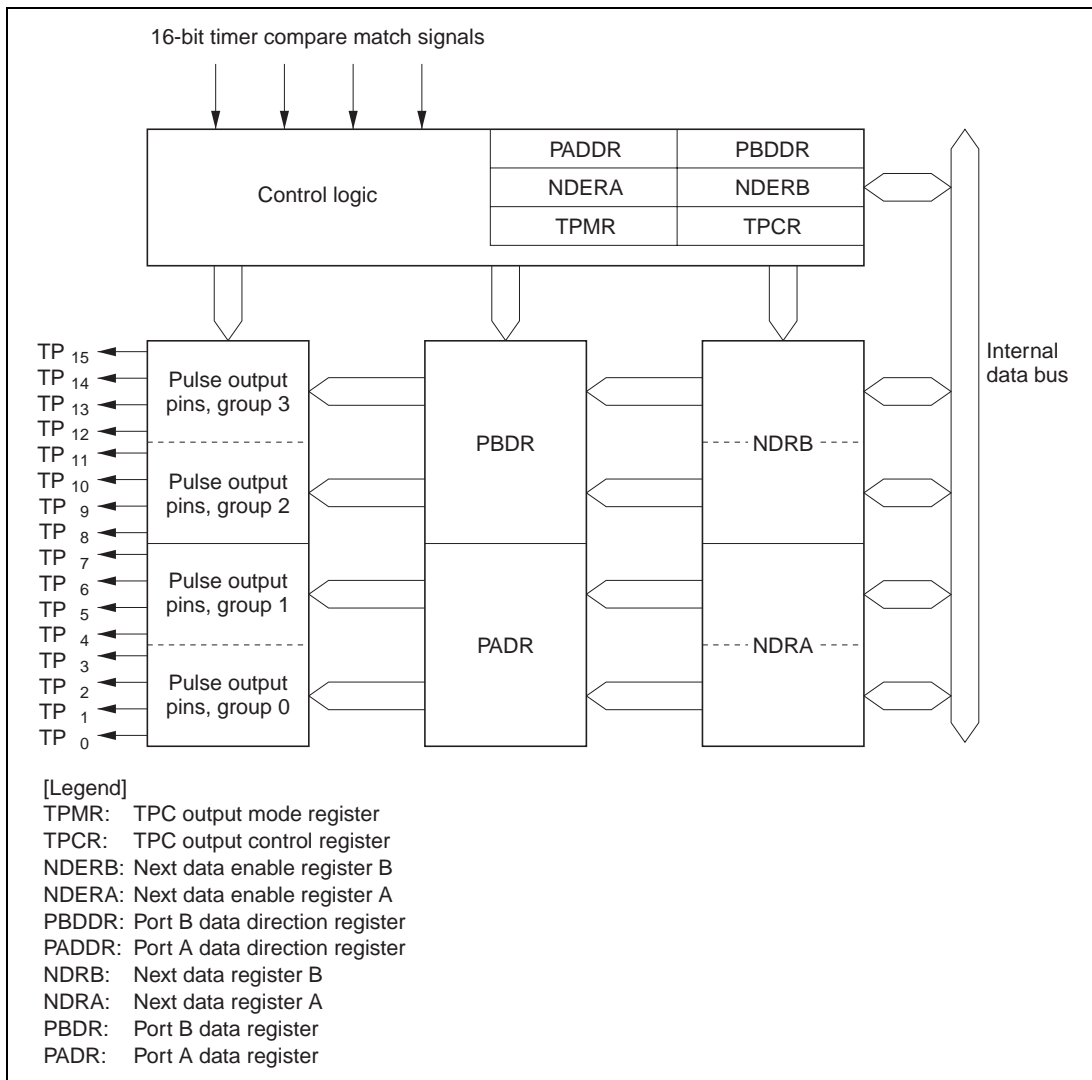 16-bit timer compare match signals
Control logic
PADDR PBDDR
NDERA NDERB
TPMR TPCR
Internal
data bus
TP 15
TP 14
TP 13
TP 12
TP 11
TP 10
TP 9
TP 8
TP 7
TP 6
TP 5
TP 4
TP 3
TP 2
TP 1
TP 0
Pulse output
pins, group 3
Pulse output
pins, group 2
Pulse output
pins, group 1
Pulse output
pins, group 0
PBDR
PADR
NDRB
NDRA
[Legend]
TPMR: TPC output mode register
TPCR: TPC output control register
NDERB: Next data enable register B
NDERA: Next data enable register A
PBDDR: Port B data direction register
PADDR: Port A data direction register
NDRB: Next data register B
NDRA: Next data register A
PBDR: Port B data register
PADR: Port A data register